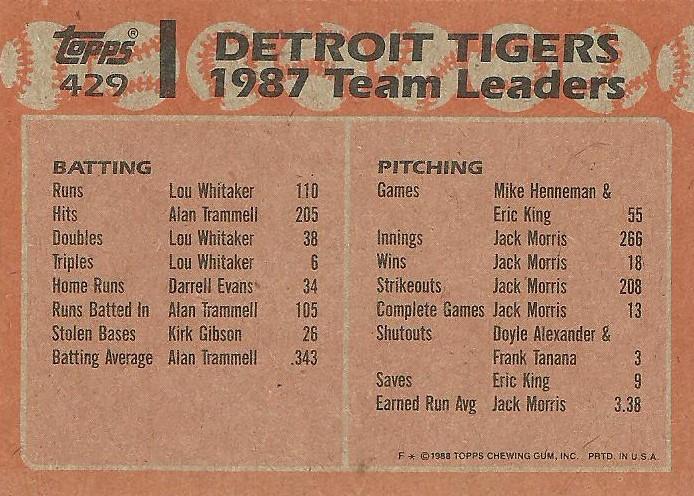 topps® DETROIT TIGERS
429 1987 Team Leaders
BATTING
Runs Lou Whitaker 110
Hits Alan Trammell 205
Doubles Lou Whitaker 38
Triples Lou Whitaker 6
Home Runs Darrell Evans 34
Runs Batted In Alan Trammell 105
Stolen Bases Kirk Gibson 26
Batting Average Alan Trammell .343
PITCHING
Games Mike Henneman &
Eric King 55
Innings Jack Morris 266
Wins Jack Morris 18
Strikeouts Jack Morris 208
Complete Games Jack Morris 13
Shutouts Doyle Alexander &
Frank Tanana 3
Saves Eric King 9
Earned Run Avg Jack Morris 3.38
F * ©1988 TOPPS CHEWING GUM, INC. PRTD. IN U.S.A.